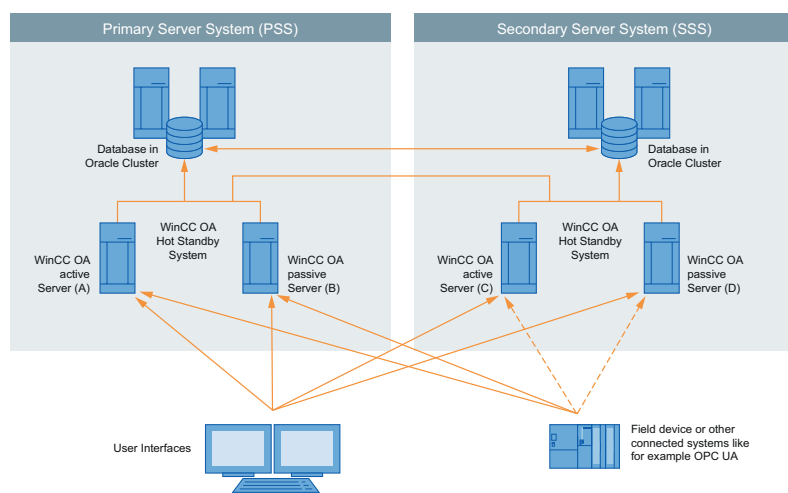 Primary Server System (PSS)
Secondary Server System (SSS)
Database in
Oracle Cluster
Database in
Oracle Cluster
WinCC OA
Hot Standby
System
WinCC OA
active
Server (A)
WinCC OA
passive
Server (B)
WinCC OA
Hot Standby
System
WinCC OA
active
Server (C)
WinCC OA
passive
Server (D)
User Interfaces
Field device or other
connected systems like
for example OPC UA